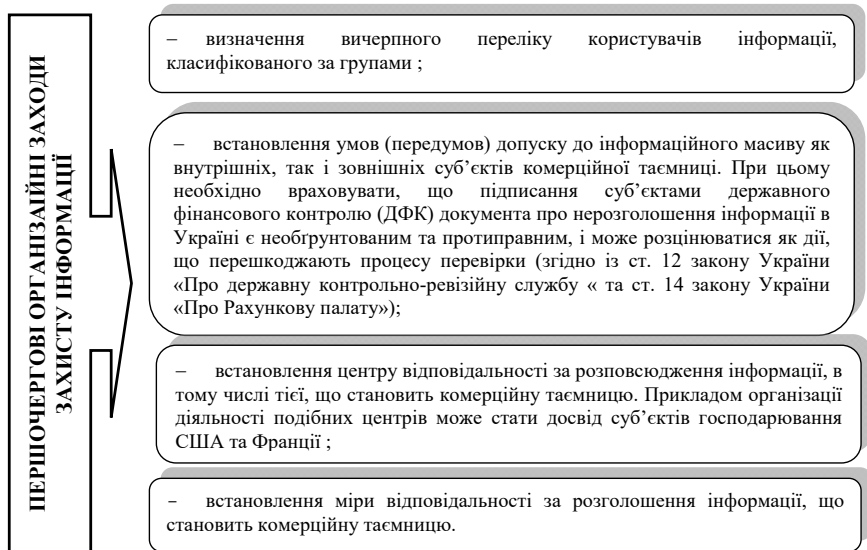 ПЕРШОЧЕРГОВІ ОРГАНІЗАІЙНІ ЗАХОДИ
ЗАХИСТУ ІНФОРМАЦІЇ
– визначення вичерпного переліку користувачів інформації,
класифікованого за групами ;
– встановлення умов (передумов) допуску до інформаційного масиву як
внутрішніх, так і зовнішніх суб’єктів комерційної таємниці. При цьому
необхідно враховувати, що підписання суб’єктами державного
фінансового контролю (ДФК) документа про нерозголошення інформації в
Україні є необґрунтованим та протиправним, і може розцінюватися як дії,
що перешкоджають процесу перевірки (згідно із ст. 12 закону України
«Про державну контрольно-ревізійну службу « та ст. 14 закону України
«Про Рахункову палату»);
– встановлення центру відповідальності за розповсюдження інформації, в
тому числі тієї, що становить комерційну таємницю. Прикладом організації
діяльності подібних центрів може стати досвід суб’єктів господарювання
США та Франції ;
– встановлення міри відповідальності за розголошення інформації, що
становить комерційну таємницю.